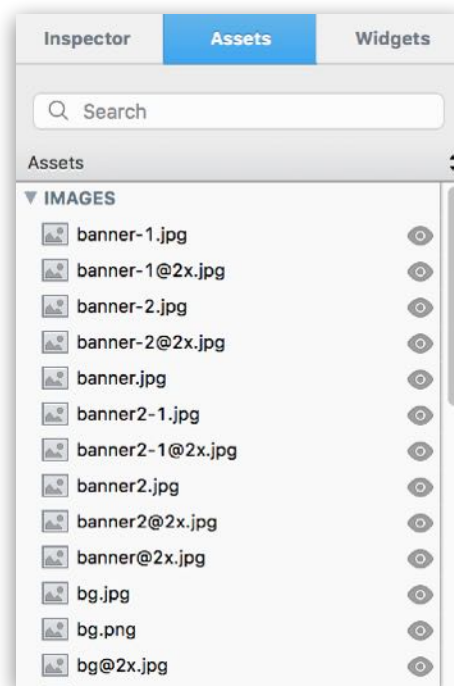 Inspector Assets Widgets
Search
Assets
IMAGES
banner-1.jpg
banner-1@2x.jpg
banner-2.jpg
banner-2@2x.jpg
banner.jpg
banner2-1.jpg
banner2-1@2x.jpg
banner2.jpg
banner2@2x.jpg
banner@2x.jpg
bg.jpg
bg.png
bg@2x.jpg